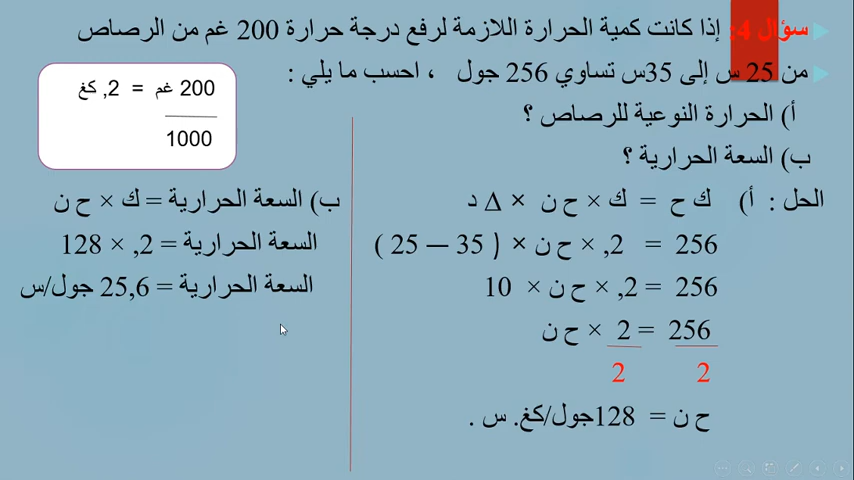 سؤال 4: إذا كانت كمية الحرارة اللازمة لرفع درجة حرارة 200 غم من الرصاص
من 25 س إلى 35س تساوي 256 جول ، احسب ما يلي :
أ) الحرارة النوعية للرصاص ؟
ب) السعة الحرارية ؟
200 غم = 2, كغ
1000
الحل : أ) ك ح = ك × ح ن × Δ د
256 = 2, × ح ن × ( 35 – 25 )
256 = 2, × ح ن × 10
256 = 2 × ح ن
2 2
ح ن = 128جول/كغ. س .
ب) السعة الحرارية = ك × ح ن
السعة الحرارية = 2, × 128
السعة الحرارية = 25,6 جول/س